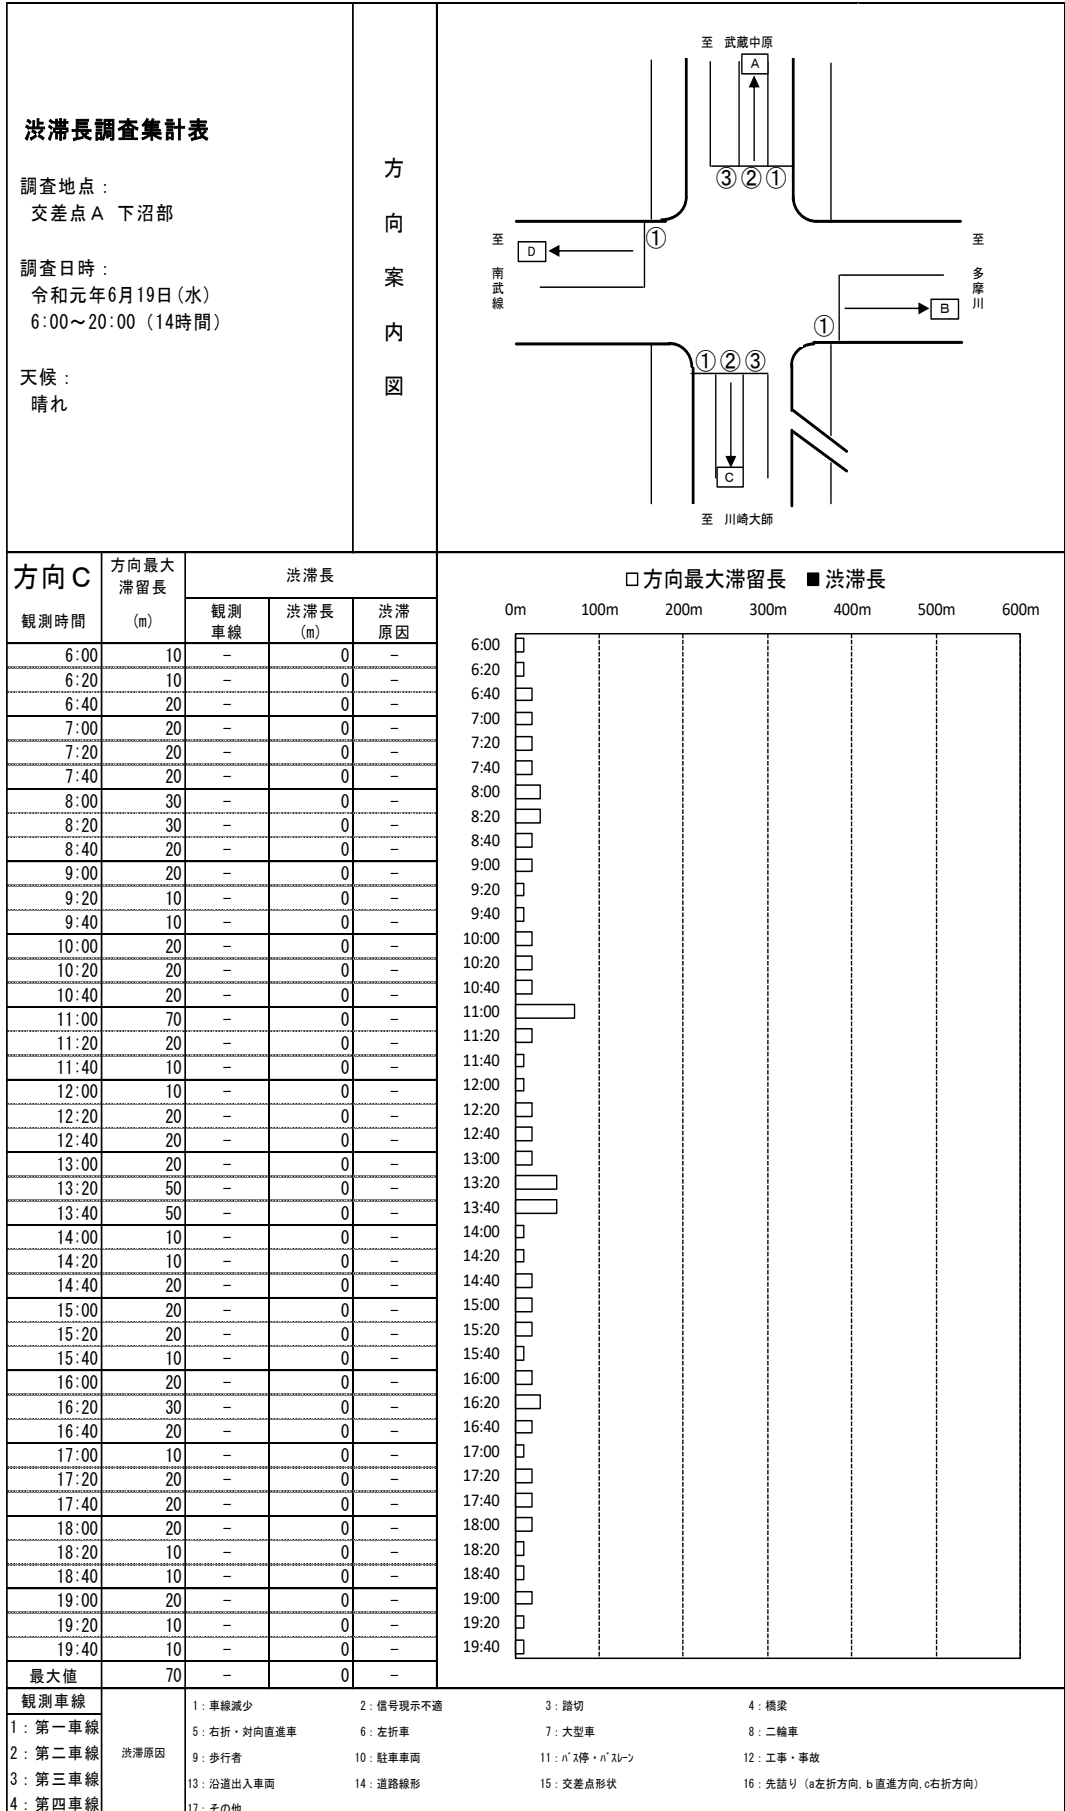 渋滞長調査集計表
調査地点：
交差点Ａ 下沼部
調査日時：
令和元年6月19日(水)
6:00～20:00（14時間）
天候：
晴れ
方
向
案
内
図
至 武蔵中原
A
③②①
①
至 南武線
D
至 多摩川
B
①
①②③
C
至 川崎大師
方向Ｃ
観測時間
方向最大滞留長
(m)
渋滞長
観測車線
渋滞長(m)
渋滞原因
6:00 10 － 0 －
6:20 10 － 0 －
6:40 20 － 0 －
7:00 20 － 0 －
7:20 20 － 0 －
7:40 20 － 0 －
8:00 30 － 0 －
8:20 30 － 0 －
8:40 20 － 0 －
9:00 20 － 0 －
9:20 10 － 0 －
9:40 10 － 0 －
10:00 20 － 0 －
10:20 20 － 0 －
10:40 20 － 0 －
11:00 70 － 0 －
11:20 20 － 0 －
11:40 10 － 0 －
12:00 10 － 0 －
12:20 20 － 0 －
12:40 20 － 0 －
13:00 20 － 0 －
13:20 50 － 0 －
13:40 50 － 0 －
14:00 10 － 0 －
14:20 10 － 0 －
14:40 20 － 0 －
15:00 20 － 0 －
15:20 20 － 0 －
15:40 10 － 0 －
16:00 20 － 0 －
16:20 30 － 0 －
16:40 20 － 0 －
17:00 10 － 0 －
17:20 20 － 0 －
17:40 20 － 0 －
18:00 20 － 0 －
18:20 10 － 0 －
18:40 10 － 0 －
19:00 20 － 0 －
19:20 10 － 0 －
19:40 10 － 0 －
最大値 70 － 0 －
□方向最大滞留長 ■渋滞長
0m 100m 200m 300m 400m 500m 600m
6:00
6:20
6:40
7:00
7:20
7:40
8:00
8:20
8:40
9:00
9:20
9:40
10:00
10:20
10:40
11:00
11:20
11:40
12:00
12:20
12:40
13:00
13:20
13:40
14:00
14:20
14:40
15:00
15:20
15:40
16:00
16:20
16:40
17:00
17:20
17:40
18:00
18:20
18:40
19:00
19:20
19:40
観測車線
1：第一車線
2：第二車線
3：第三車線
4：第四車線
渋滞原因
1：車線減少 2：信号現示不適 3：踏切 4：橋梁
5：右折・対向直進車 6：左折車 7：大型車 8：二輪車
9：歩行者 10：駐車車両 11：ﾊﾞｽ停・ﾊﾞｽﾚｰﾝ 12：工事・事故
13：沿道出入車両 14：道路線形 15：交差点形状 16：先詰り（a左折方向,ｂ直進方向,c右折方向）
17：その他